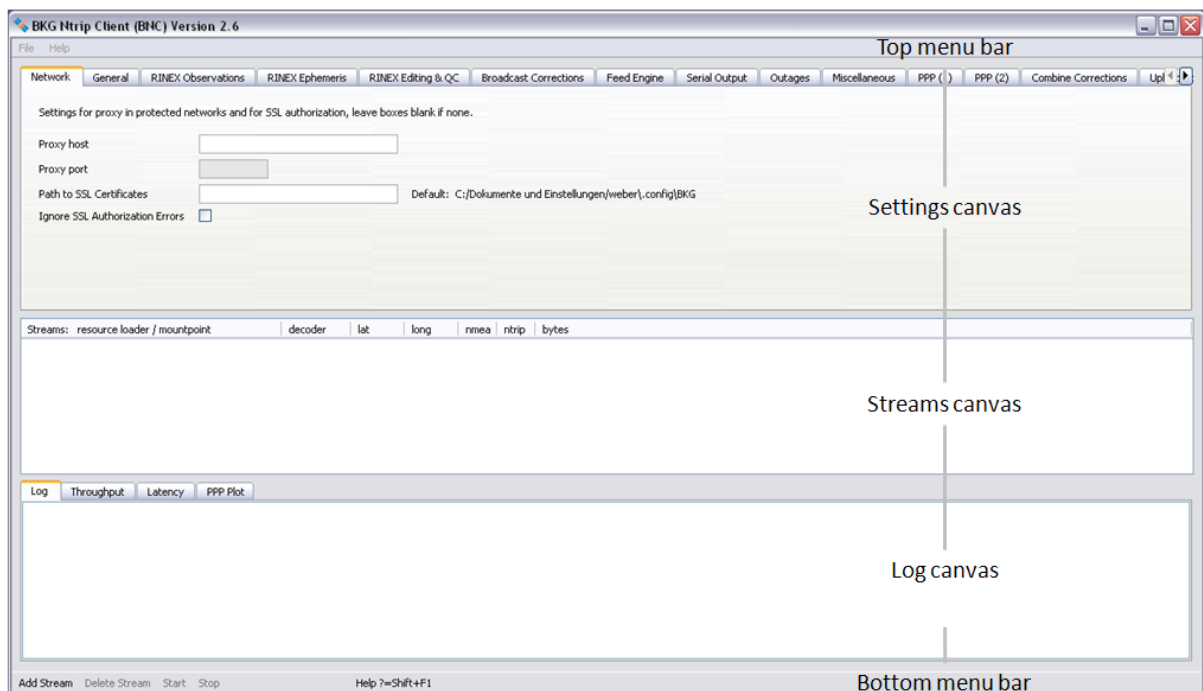 BKG Ntrip Client (BNC) Version 2.6
File Help
Top menu bar
Network General RINEX Observations RINEX Ephemeris RINEX Editing & QC Broadcast Corrections Feed Engine Serial Output Outages Miscellaneous PPP (1) PPP (2) Combine Corrections
Settings for proxy in protected networks and for SSL authorization, leave boxes blank if none.
Proxy host
Proxy port
Path to SSL Certificates Default: C:/Dokumente und Einstellungen/weber\.config\BKG
Settings canvas
Ignore SSL Authorization Errors
Streams: resource loader / mountpoint decoder lat long nmea ntrip bytes
Streams canvas
Log Throughput Latency PPP Plot
Log canvas
Add Stream Delete Stream Start Stop Help ?=Shift+F1 Bottom menu bar